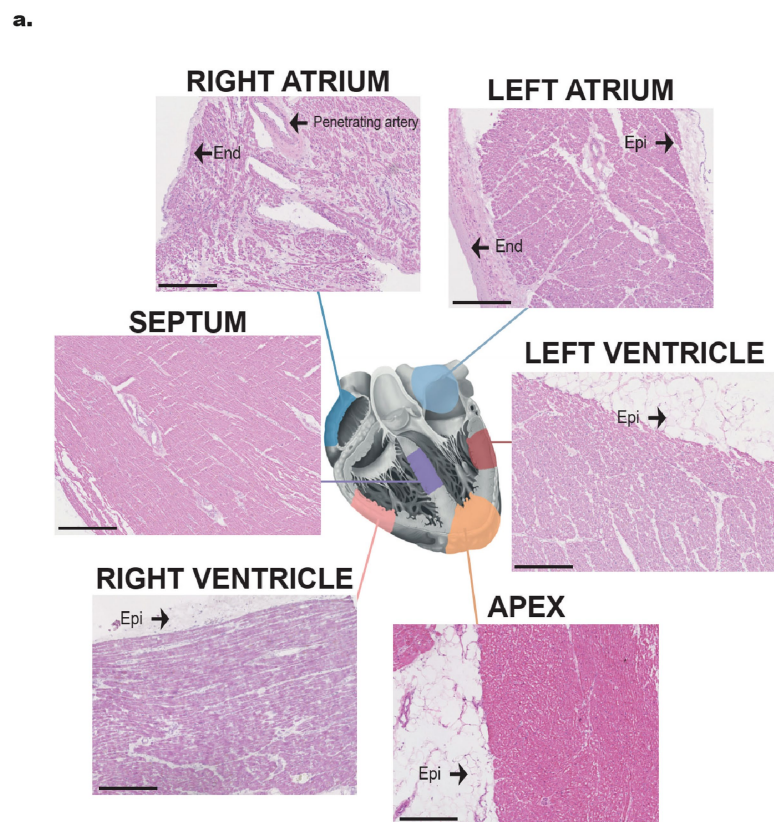 a.
RIGHT ATRIUM
LEFT ATRIUM
Penetrating artery
End
Epi
End
SEPTUM
LEFT VENTRICLE
Epi
RIGHT VENTRICLE
Epi
APEX
Epi